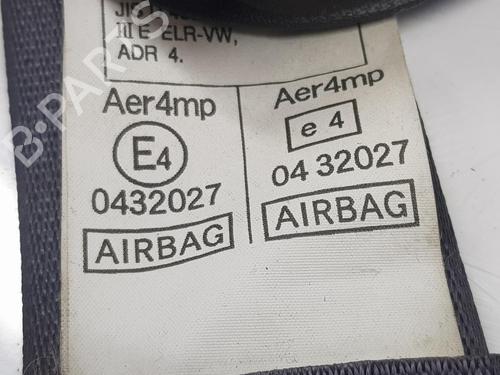 III E ELR-VW,
ADR 4.
Aer4mp
E4
0432027
AIRBAG
Aer4mp
e 4
04 32027
AIRBAG
B-PARTS